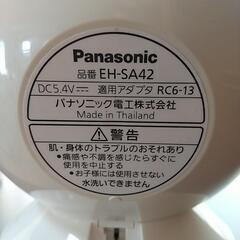 Panasonic
品番 EH-SA42
DC5.4V⎓ 適用アダプタ RC6-13
パナソニック電工株式会社
Made in Thailand
⚠警告
肌・身体のトラブルのおそれあり
•痛感や不調を感じたらすぐに
使用を中止する
•お子様には使用させない
水洗いできません